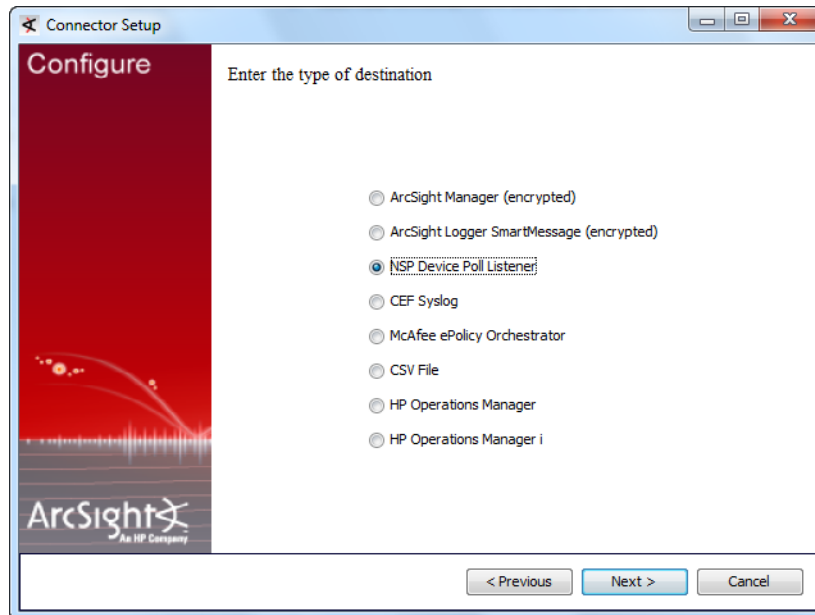 Connector Setup
Configure
Enter the type of destination
ArcSight Manager (encrypted)
ArcSight Logger SmartMessage (encrypted)
NSP Device Poll Listener
CEF Syslog
McAfee ePolicy Orchestrator
CSV File
HP Operations Manager
HP Operations Manager i
ArcSight
An HP Company
< Previous
Next >
Cancel